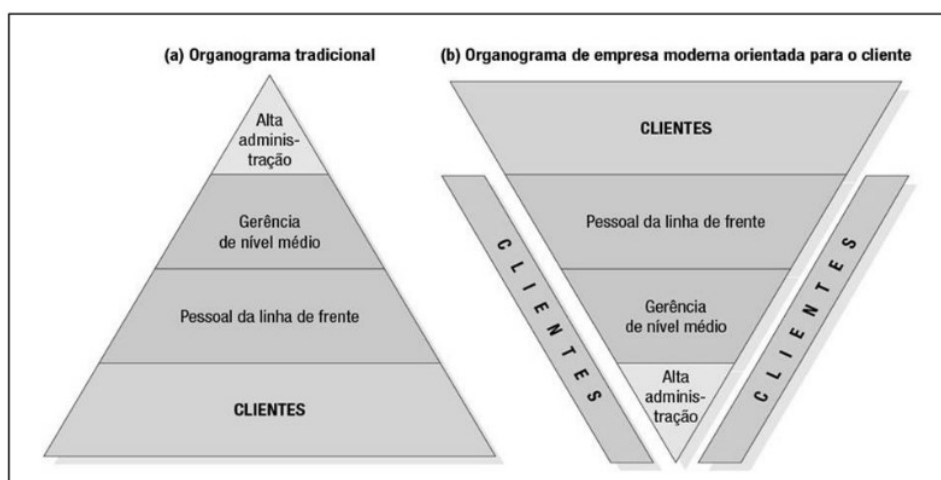 (a) Organograma tradicional
Alta
adminis-
tração
Gerência
de nível médio
Pessoal da linha de frente
CLIENTES
(b) Organograma de empresa moderna orientada para o cliente
CLIENTES
Pessoal da linha de frente
Gerência
de nível médio
Alta
adminis-
tração
CLIENTES
CLIENTES